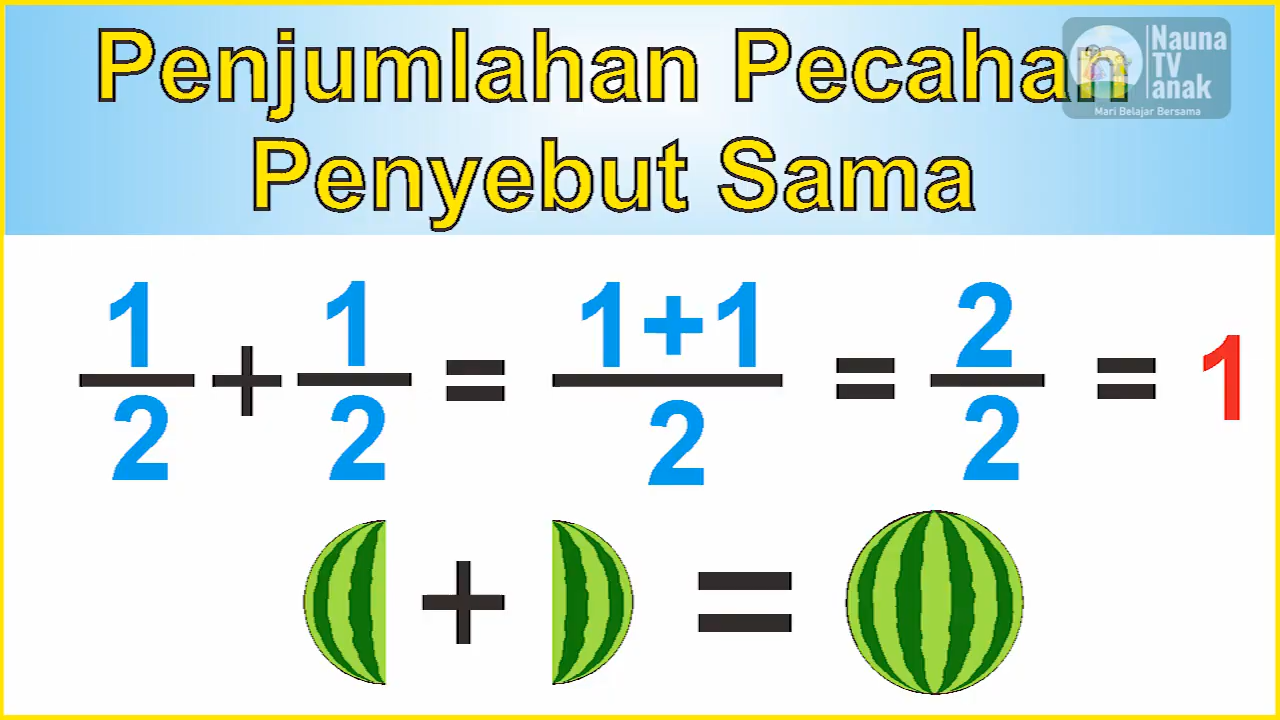 Penjumlahan Pecahan
Penyebut Sama
Nauna
TV
anak
Mari Belajar Bersama
1/2 + 1/2 = 1+1/2 = 2/2 = 1
+ =